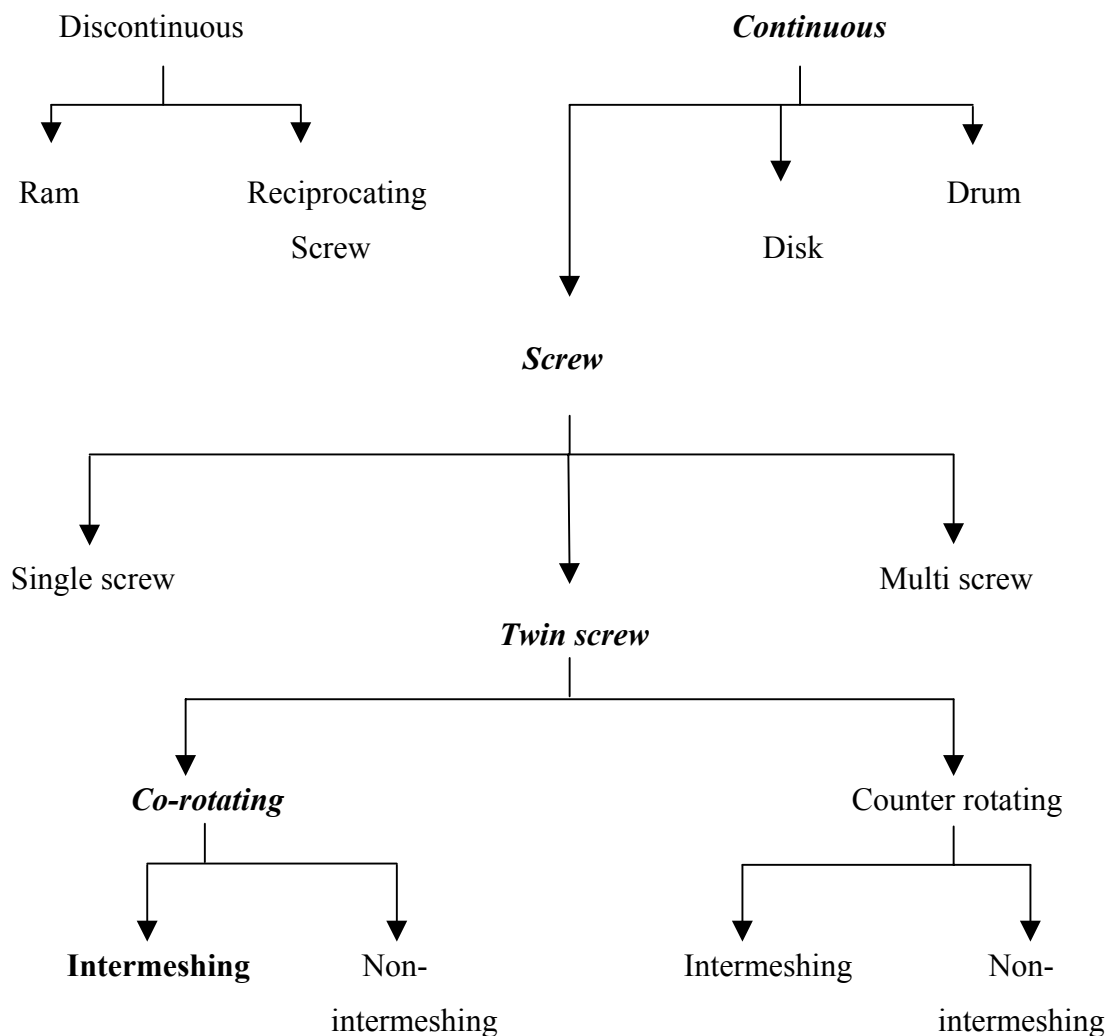 Discontinuous
Continuous
Ram
Reciprocating
Screw
Drum
Disk
Screw
Single screw
Multi screw
Twin screw
Co-rotating
Counter rotating
Intermeshing
Non-
intermeshing
Intermeshing
Non-
intermeshing